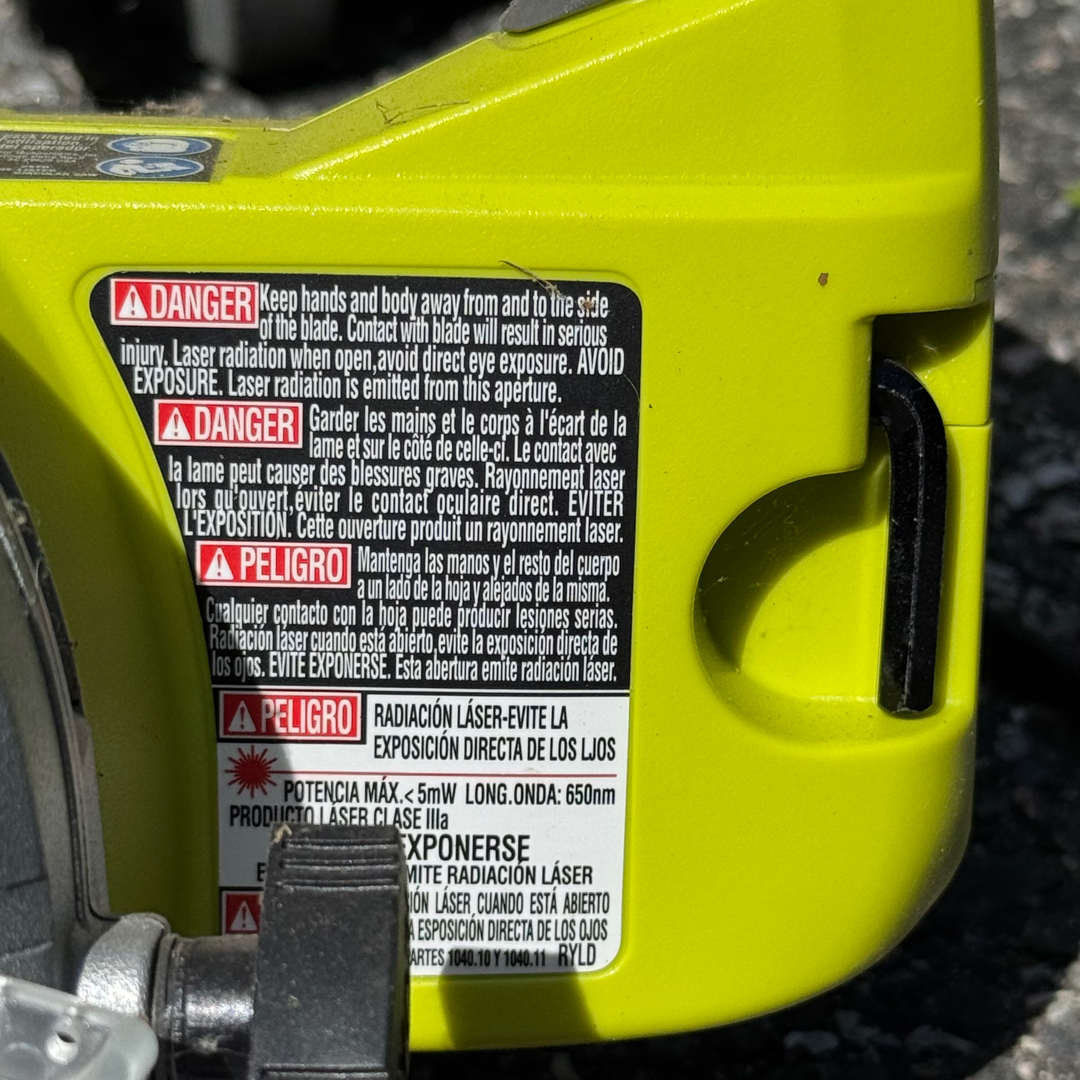 DANGER Keep hands and body away from and to the side
of the blade. Contact with blade will result in serious
injury. Laser radiation when open,avoid direct eye exposure. AVOID
EXPOSURE. Laser radiation is emitted from this aperture.
DANGER Garder les mains et le corps à l'écart de la
lame et sur le côté de celle-ci. Le contact avec
la lame peut causer des blessures graves. Rayonnement laser
lors qu'ouvert,éviter le contact oculaire direct. EVITER
L'EXPOSITION. Cette ouverture produit un rayonnement laser.
PELIGRO Mantenga las manos y el resto del cuerpo
a un lado de la hoja y alejados de la misma.
Cualquier contacto con la hoja puede producir lesiones serias.
Radiación láser cuando está abierto,evite la exposición directa de
los ojos. EVITE EXPONERSE. Esta abertura emite radiación láser.
PELIGRO RADIACIÓN LÁSER-EVITE LA
EXPOSICIÓN DIRECTA DE LOS LJOS
POTENCIA MÁX.< 5mW LONG.ONDA: 650nm
PRODUCTO LÁSER CLASE IIIa
EXPONERSE
MITE RADIACIÓN LÁSER
IÓN LÁSER CUANDO ESTÁ ABIERTO
A ESPOSICIÓN DIRECTA DE LOS OJOS
ARTES 1040.10 Y 1040.11 RYLD